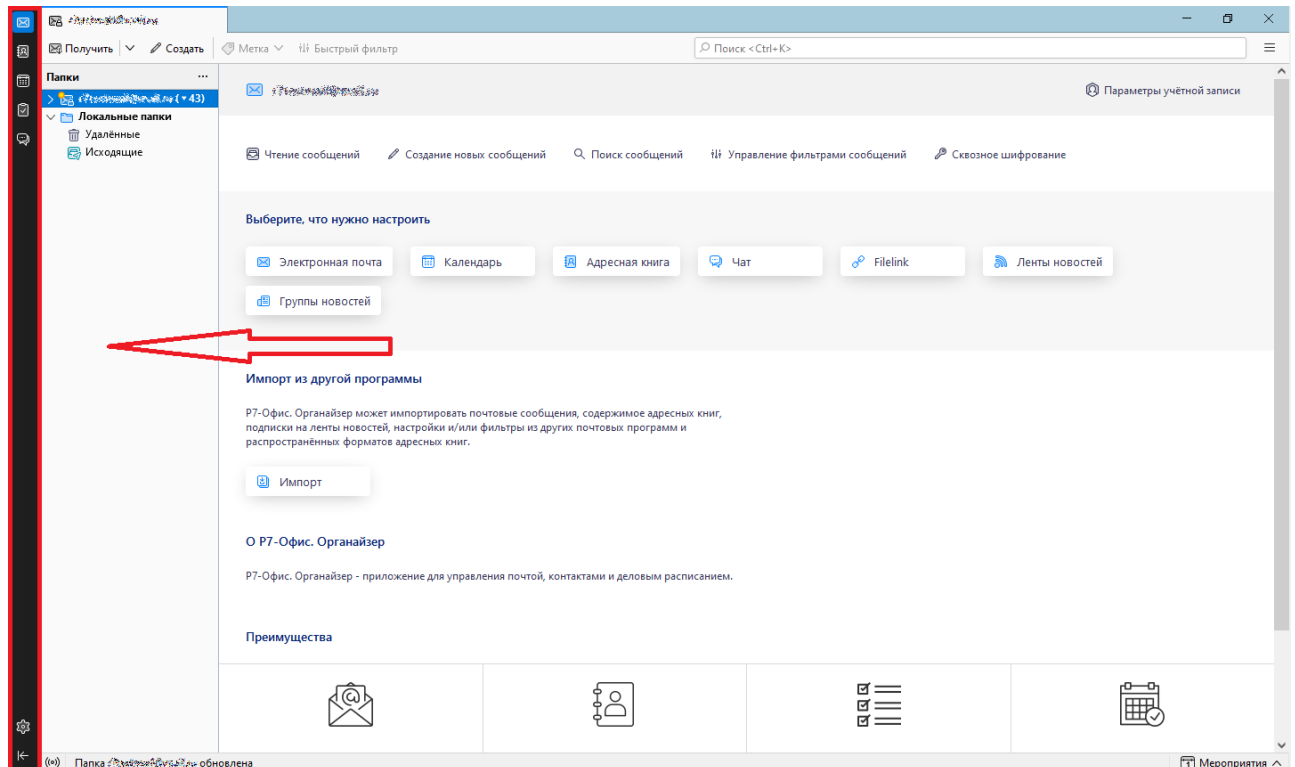 Получить Создать Метка Быстрый фильтр Поиск <Ctrl+K>
Папки ...
(43)
Локальные папки
Удалённые
Исходящие
Параметры учётной записи
Чтение сообщений Создание новых сообщений Поиск сообщений Управление фильтрами сообщений Сквозное шифрование
Выберите, что нужно настроить
Электронная почта Календарь Адресная книга Чат Filelink Ленты новостей
Группы новостей
Импорт из другой программы
Р7-Офис. Органайзер может импортировать почтовые сообщения, содержимое адресных книг,
подписки на ленты новостей, настройки и/или фильтры из других почтовых программ и
распространённых форматов адресных книг.
Импорт
О Р7-Офис. Органайзер
Р7-Офис. Органайзер - приложение для управления почтой, контактами и деловым расписанием.
Преимущества
Папка обновлена Мероприятия